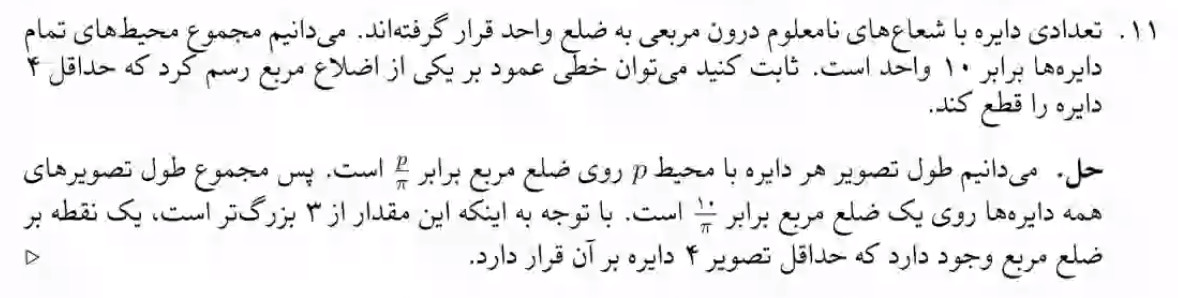 ۱۱. تعدادی دایره با شعاع‌های نامعلوم درون مربعی به ضلع واحد قرار گرفته‌اند. می‌دانیم مجموع محیط‌های تمام
دایره‌ها برابر ۱۰ واحد است. ثابت کنید می‌توان خطی عمود بر یکی از اضلاع مربع رسم کرد که حداقل ۴
دایره را قطع کند.
حل. می‌دانیم طول تصویر هر دایره با محیط p روی ضلع مربع برابر p/π است. پس مجموع طول تصویرهای
همه دایره‌ها روی یک ضلع مربع برابر ۱۰/π است. با توجه به اینکه این مقدار از ۳ بزرگ‌تر است، یک نقطه بر
ضلع مربع وجود دارد که حداقل تصویر ۴ دایره بر آن قرار دارد. ▷